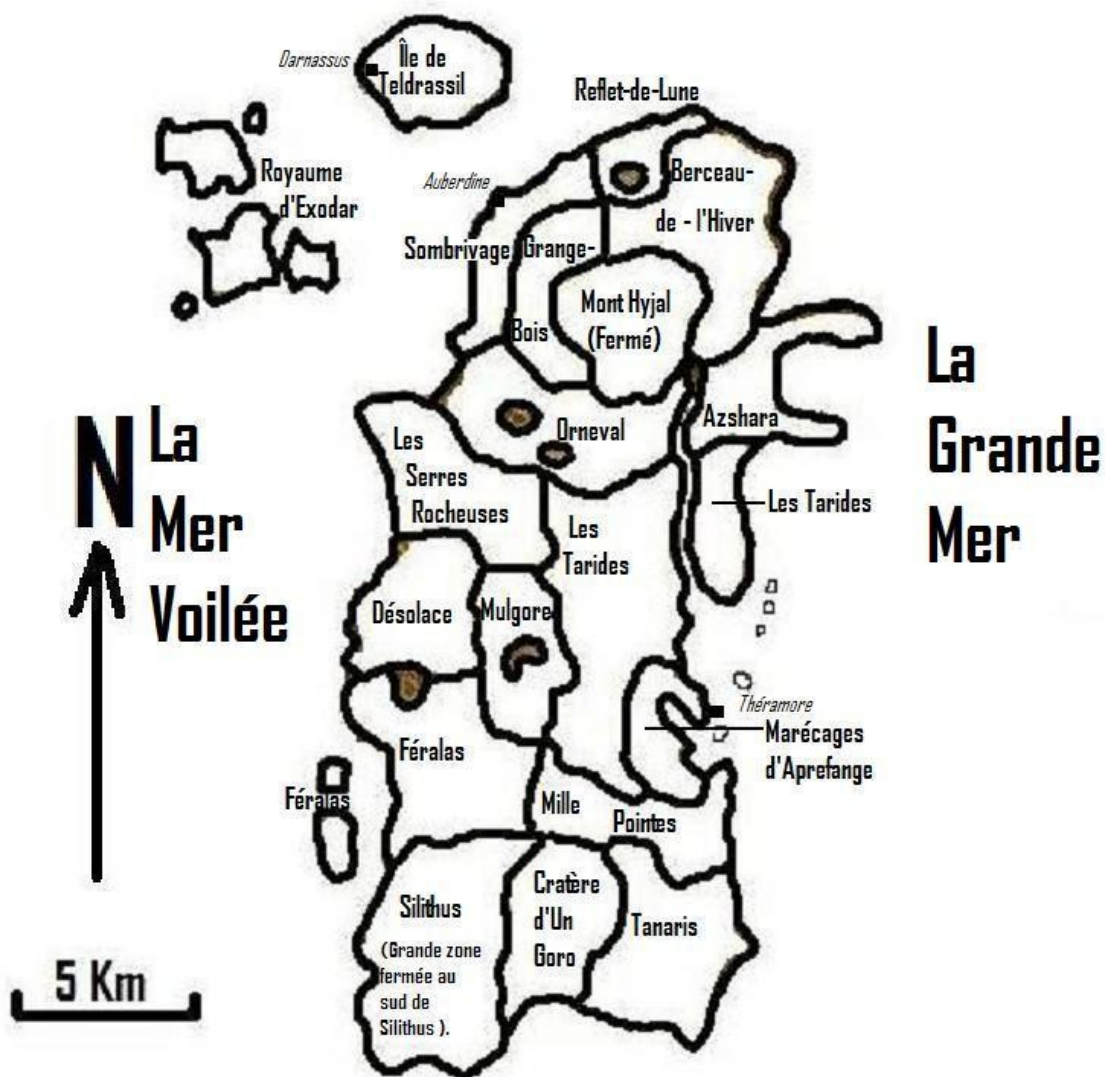 Darnassus
Île de
Teldrassil
Reflet-de-Lune
Royaume
d'Exodar
Auberdine
Berceau-
de - l'Hiver
Sombrivage
Grange-
Bois
Mont Hyjal
(Fermé)
La
Grande
Mer
N
La
Mer
Voilée
Azshara
Orneval
Les
Serres
Rocheuses
Les Tarides
Les
Tarides
Désolace
Mulgore
Théramore
Marécages
d'Aprefange
Féralas
Féralas
Mille
Pointes
Silithus
(Grande zone
fermée au
sud de
Silithus ).
Cratère
d'Un
Goro
Tanaris
5 Km